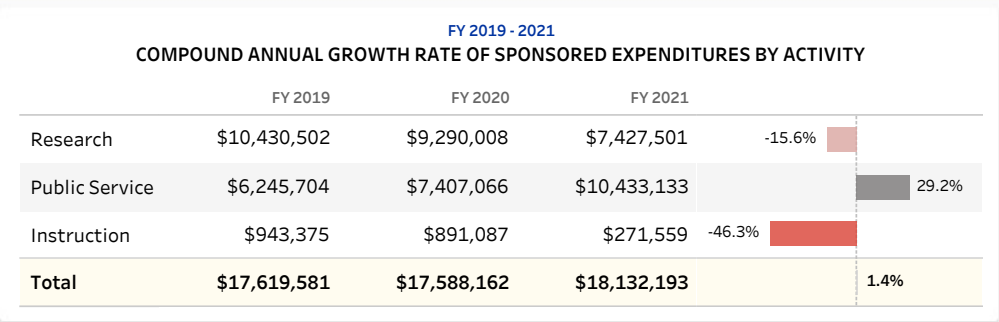 FY 2019 - 2021
COMPOUND ANNUAL GROWTH RATE OF SPONSORED EXPENDITURES BY ACTIVITY
FY 2019 FY 2020 FY 2021
Research $10,430,502 $9,290,008 $7,427,501 -15.6%
Public Service $6,245,704 $7,407,066 $10,433,133 29.2%
Instruction $943,375 $891,087 $271,559 -46.3%
Total $17,619,581 $17,588,162 $18,132,193 1.4%